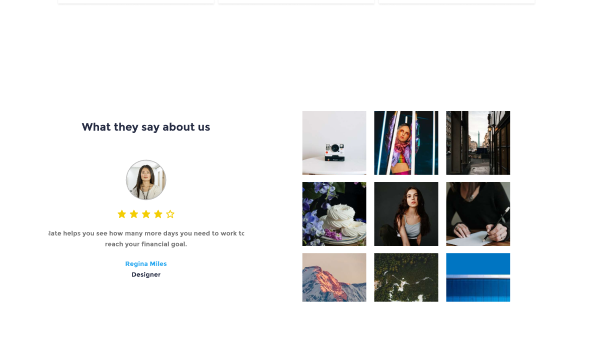 What they say about us
late helps you see how many more days you need to work to
reach your financial goal.
Regina Miles
Designer